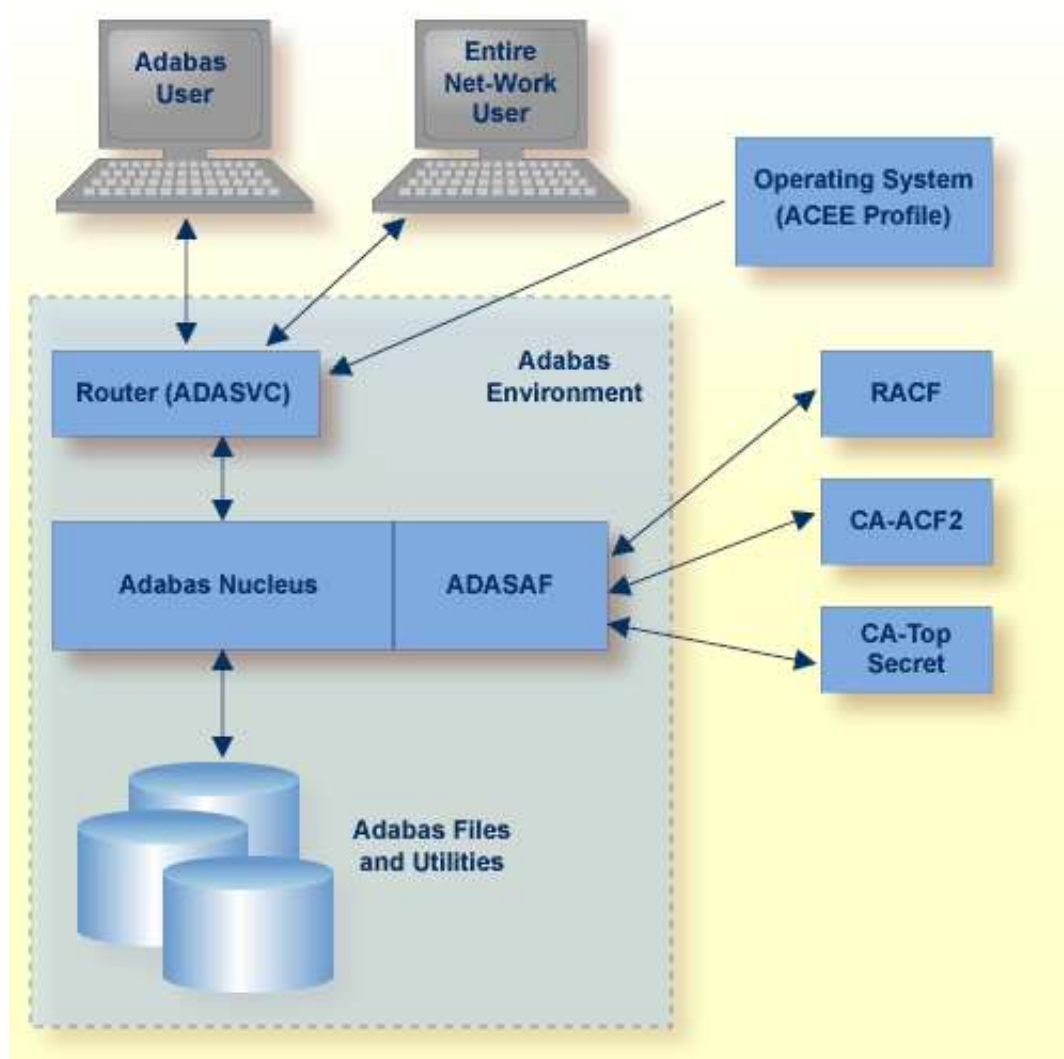 Adabas
User
Entire
Net-Work
User
Operating System
(ACEE Profile)
Router (ADASVC)
Adabas
Environment
RACF
CA-ACF2
Adabas Nucleus
ADASAF
CA-Top
Secret
Adabas Files
and Utilities